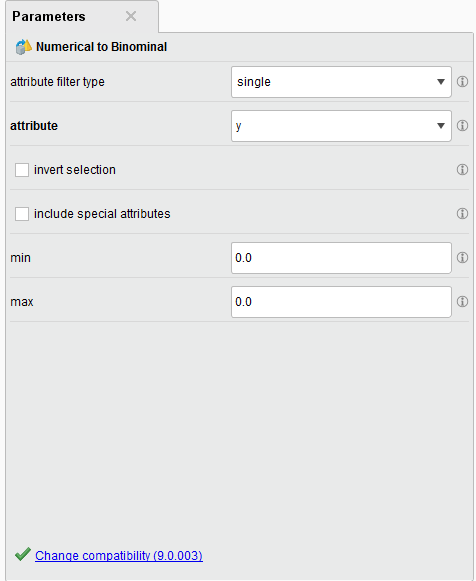 Parameters
Numerical to Binominal
attribute filter type
single
attribute
y
invert selection
include special attributes
min
0.0
max
0.0
Change compatibility (9.0.003)